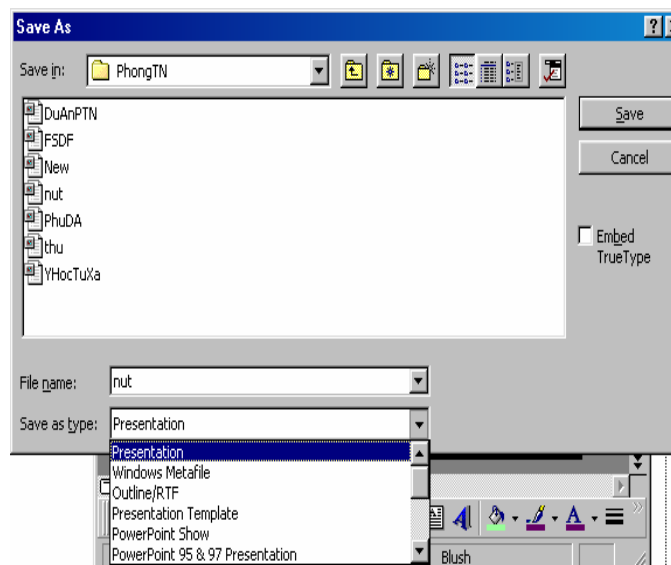 Save As
Save in: PhongTN
DuAnPTN
FSDF
New
nut
PhuDA
thu
YHocTuXa
Save
Cancel
Embed
TrueType
File name: nut
Save as type: Presentation
Presentation
Windows Metafile
Outline/RTF
Presentation Template
PowerPoint Show
PowerPoint 95 & 97 Presentation
Blush